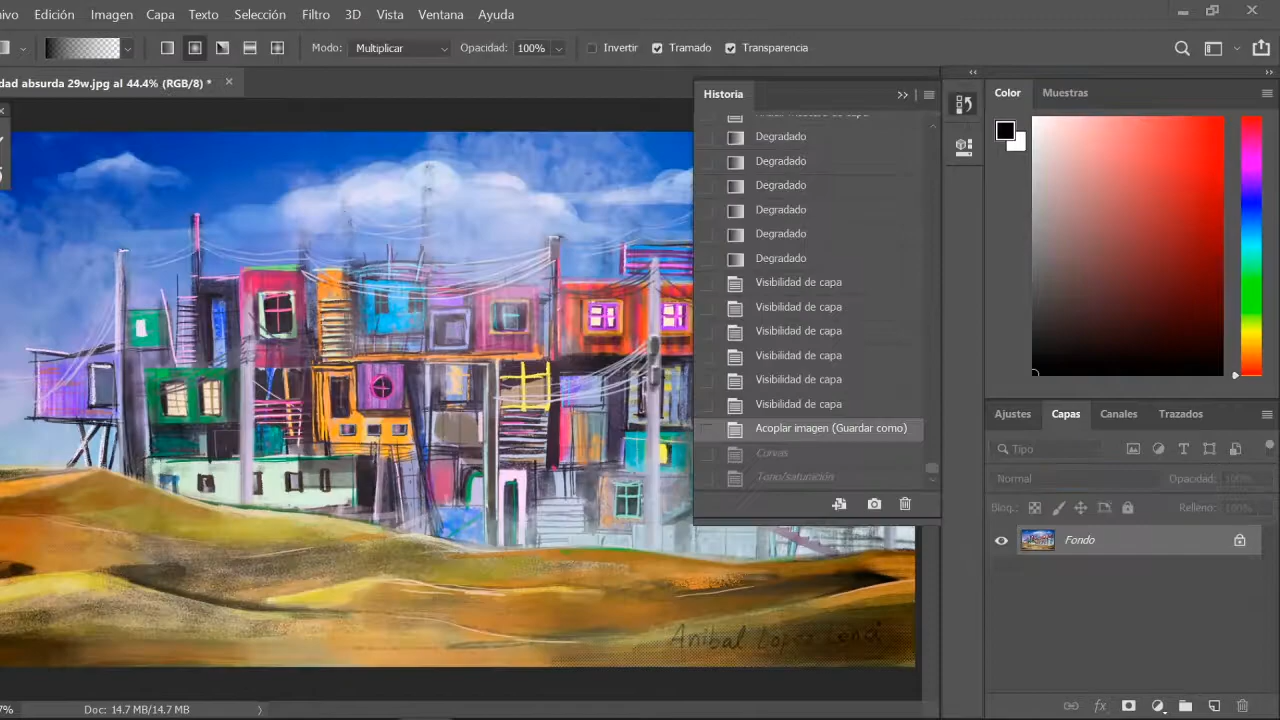 Edición Imagen Capa Texto Selección Filtro 3D Vista Ventana Ayuda
Modo: Multiplicar Opacidad: 100% Invertir Tramado Transparencia
dad absurda 29w.jpg al 44.4% (RGB/8) *
Historia
Degradado
Degradado
Degradado
Degradado
Degradado
Degradado
Visibilidad de capa
Visibilidad de capa
Visibilidad de capa
Visibilidad de capa
Visibilidad de capa
Visibilidad de capa
Acoplar imagen (Guardar como)
Curvas
Tono/saturación
Color Muestras
Ajustes Capas Canales Trazados
Tipo
Normal Opacidad: 100%
Bloq.: Relleno: 100%
Fondo
Anibal Lopez
7% Doc: 14.7 MB/14.7 MB